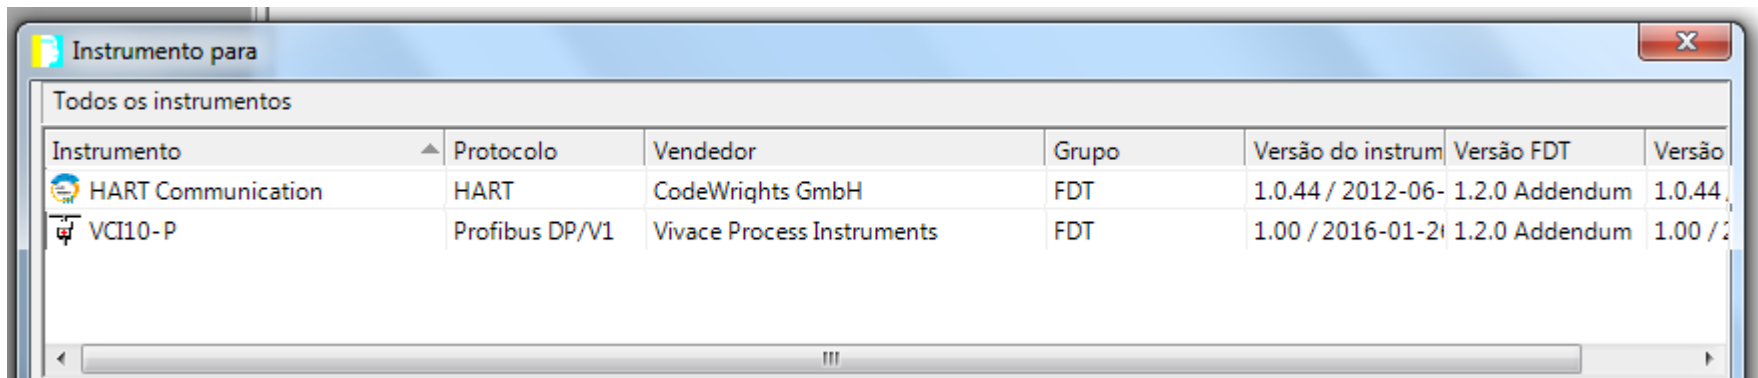 Instrumento para
Todos os instrumentos
Instrumento Protocolo Vendedor Grupo Versão do instrum Versão FDT Versão
HART Communication HART CodeWrights GmbH FDT 1.0.44 / 2012-06- 1.2.0 Addendum 1.0.44
VCI10-P Profibus DP/V1 Vivace Process Instruments FDT 1.00 / 2016-01-2 1.2.0 Addendum 1.00 /